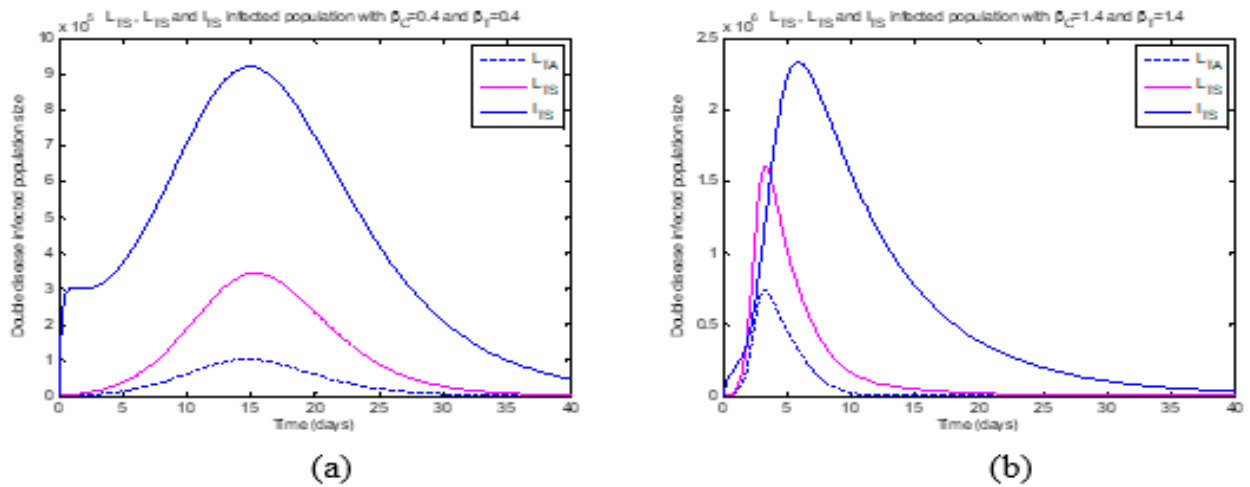 L_TS, L_TS and I_TS infected population with β_C=0.4 and β_T=0.4
× 10^5
10
9
8
7
6
5
4
3
2
1
0
0 5 10 15 20 25 30 35 40
Double disease infected population size
Time (days)
L_TA
L_TS
I_TS
(a)
L_TS, L_TS and I_TS infected population with β_C=1.4 and β_T=1.4
× 10^6
2.5
2
1.5
1
0.5
0
0 5 10 15 20 25 30 35 40
Double disease infected population size
Time (days)
L_TA
L_TS
I_TS
(b)